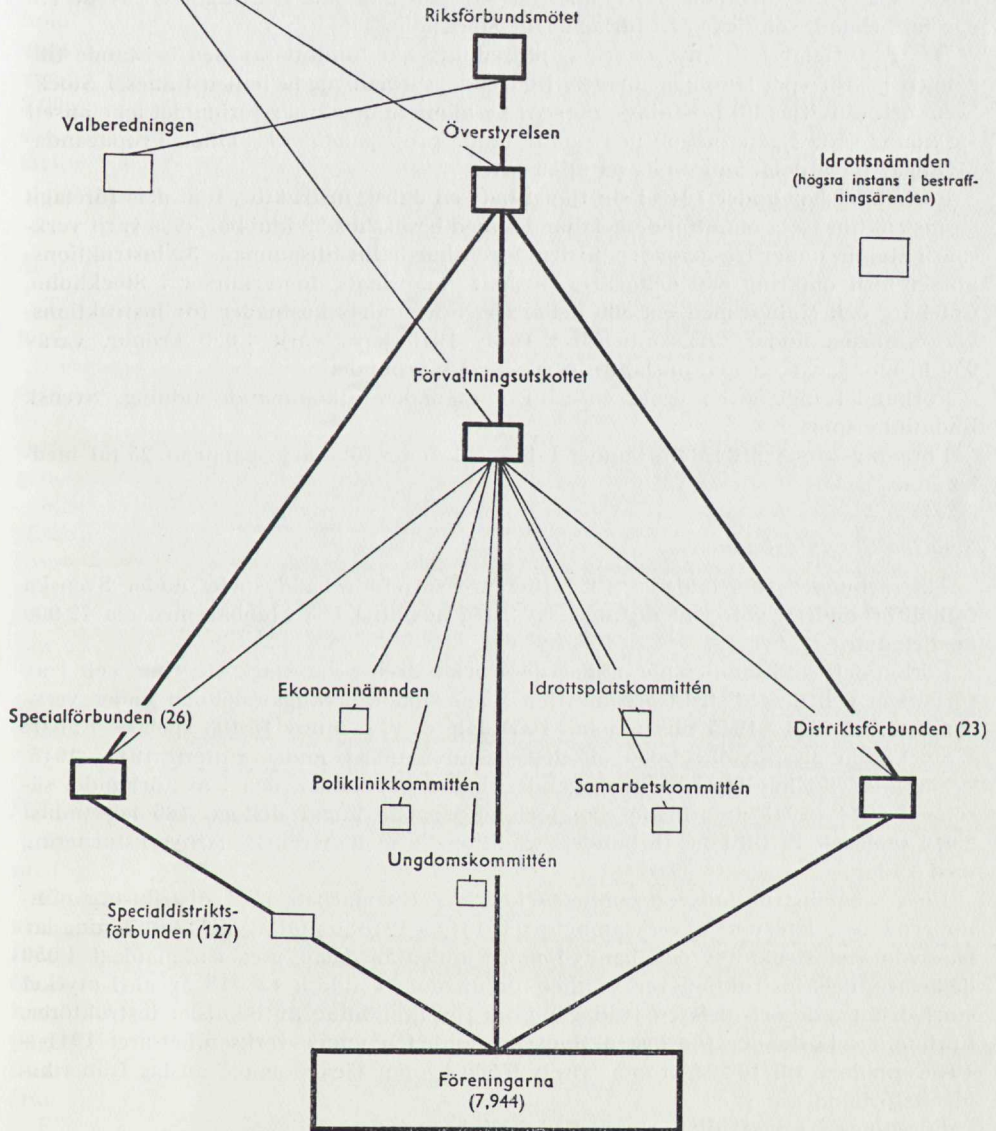 Riksförbundsmötet
Valberedningen
Överstyrelsen
Idrottsnämnden
(högsta instans i bestraff-
ningsärenden)
Förvaltningsutskottet
Ekonominämnden
Idrottsplatskommittén
Specialförbunden (26)
Distriktsförbunden (23)
Poliklinikkommittén
Samarbetskommittén
Ungdomskommittén
Specialdistrikts-
förbunden (127)
Föreningarna
(7,944)